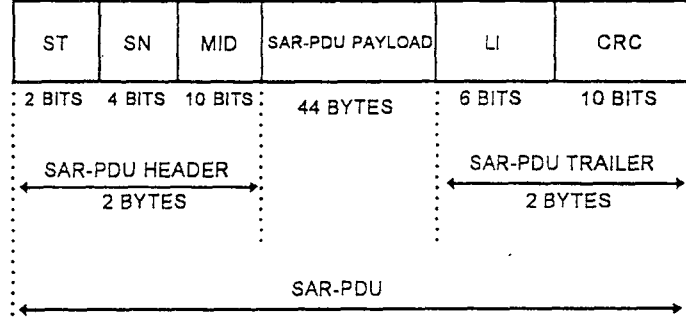 ST SN MID SAR-PDU PAYLOAD LI CRC
2 BITS 4 BITS 10 BITS 44 BYTES 6 BITS 10 BITS
SAR-PDU HEADER SAR-PDU TRAILER
2 BYTES 2 BYTES
SAR-PDU